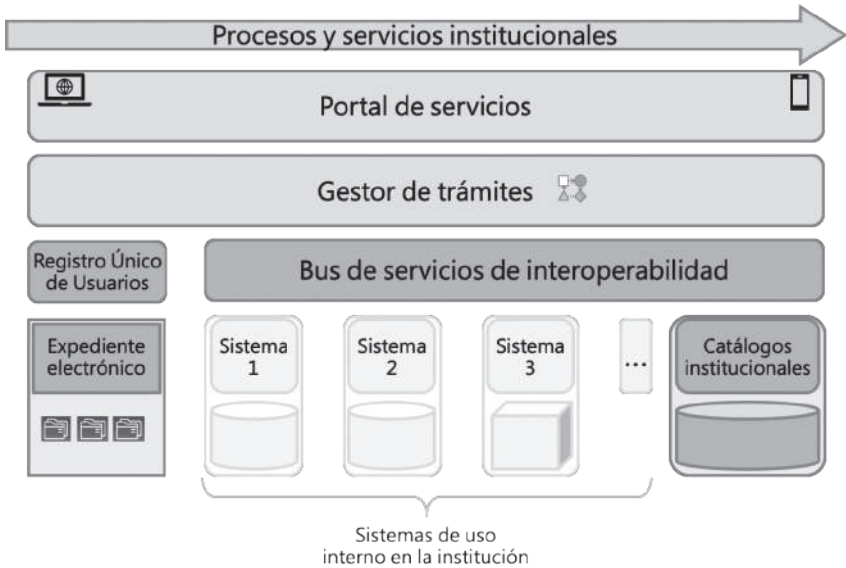 Procesos y servicios institucionales
Portal de servicios
Gestor de trámites
Registro Único
de Usuarios
Bus de servicios de interoperabilidad
Expediente
electrónico
Sistema
1
Sistema
2
Sistema
3
...
Catálogos
institucionales
Sistemas de uso
interno en la institución